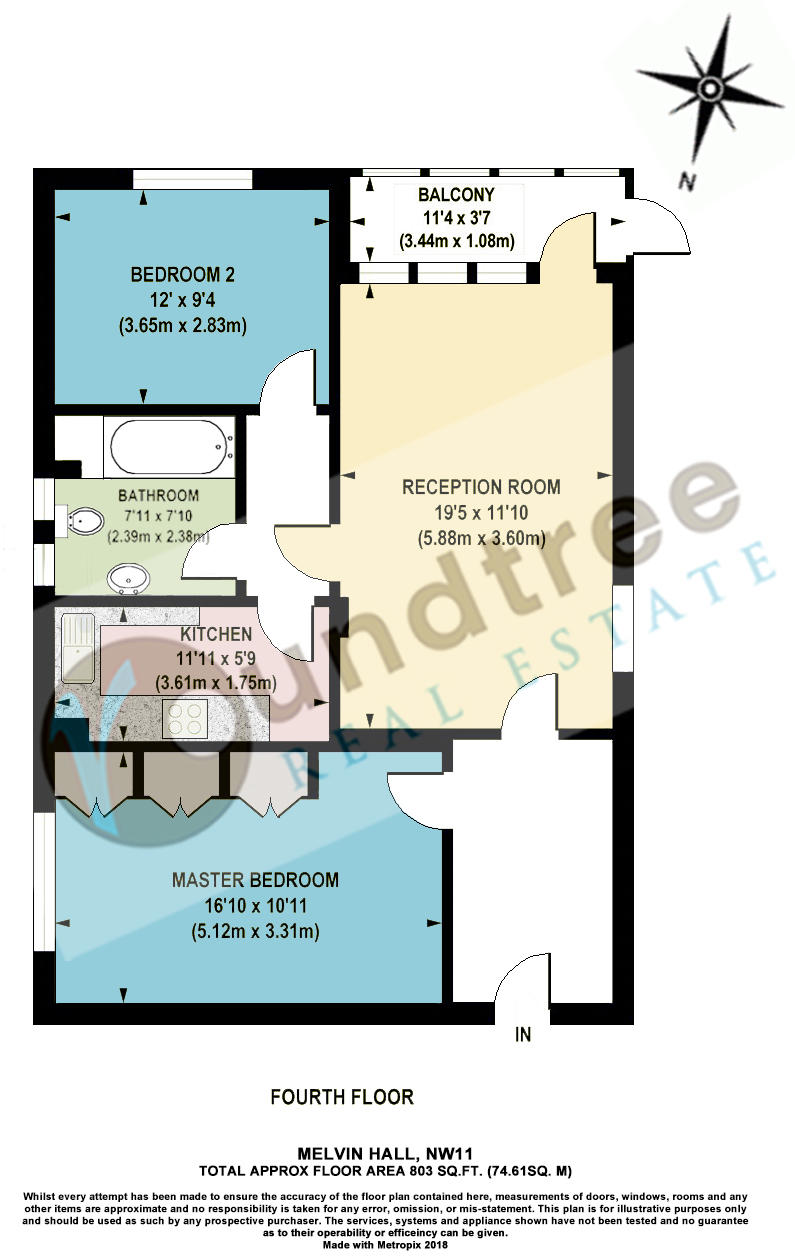 N
BALCONY
11'4 x 3'7
(3.44m x 1.08m)
BEDROOM 2
12' x 9'4
(3.65m x 2.83m)
RECEPTION ROOM
19'5 x 11'10
(5.88m x 3.60m)
BATHROOM
7'11 x 7'10
(2.39m x 2.38m)
KITCHEN
11'11 x 5'9
(3.61m x 1.75m)
roundtree
REAL ESTATE
MASTER BEDROOM
16'10 x 10'11
(5.12m x 3.31m)
IN
FOURTH FLOOR
MELVIN HALL, NW11
TOTAL APPROX FLOOR AREA 803 SQ.FT. (74.61SQ. M)
Whilst every attempt has been made to ensure the accuracy of the floor plan contained here, measurements of doors, windows, rooms and any
other items are approximate and no responsibility is taken for any error, omission, or mis-statement. This plan is for illustrative purposes only
and should be used as such by any prospective purchaser. The services, systems and appliance shown have not been tested and no guarantee
as to their operability or efficeincy can be given.
Made with Metropix 2018